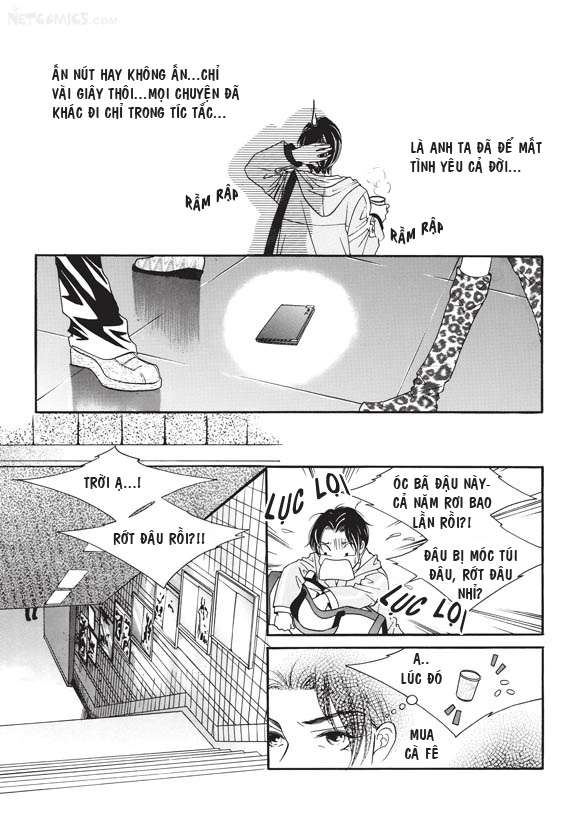 NETCOMICS.COM
ẤN NÚT HAY KHÔNG ẤN...CHỈ
VÀI GIÂY THÔI...MỌI CHUYỆN ĐÃ
KHÁC ĐI CHỈ TRONG TÍC TẮC...
LÀ ANH TA ĐÃ ĐỂ MẤT
TÌNH YÊU CẢ ĐỜI...
RẦM RẬP
RẦM RẬP
TRỜI Ạ...!
RỚT ĐÂU RỒI?!!
LỤC LỌI
ÓC BÃ ĐẬU NÀY-
CẢ NĂM RƠI BAO
LẦN RỒI?!
ĐÂU BỊ MÓC TÚI
ĐÂU, RỚT ĐÂU
NHỈ?
LỤC LỌI
A..
LÚC ĐÓ
MUA
CÀ FÊ